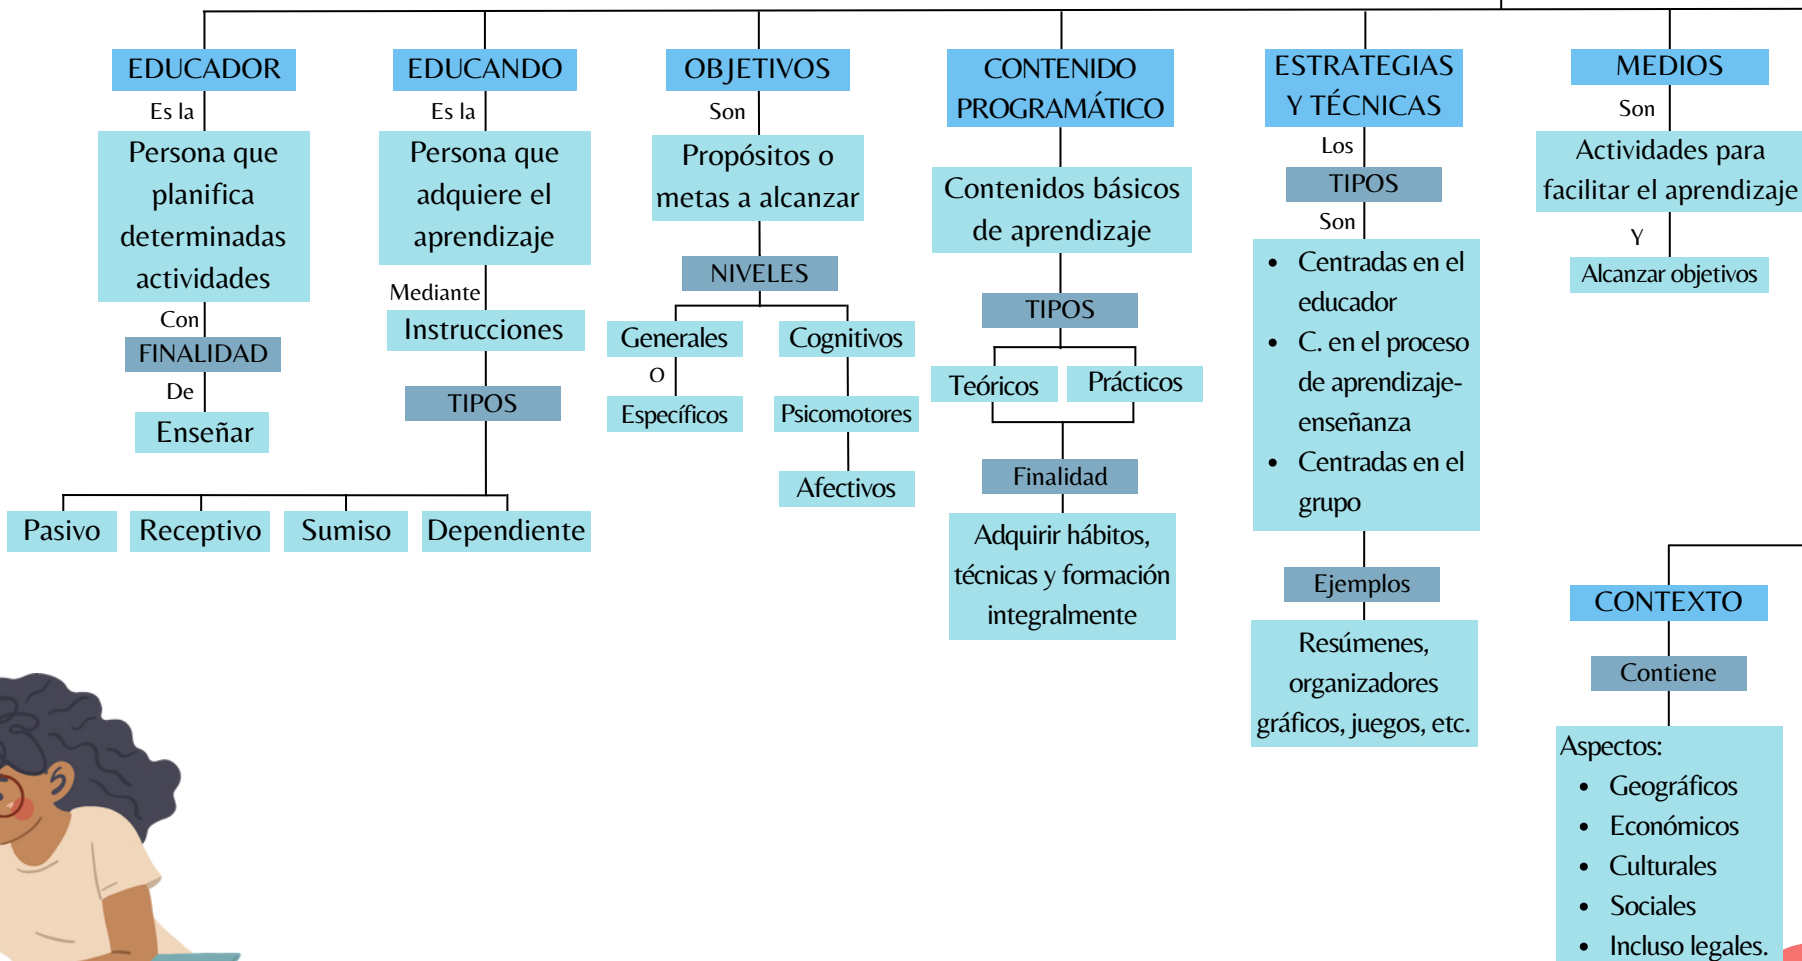 EDUCADOR
Es la
Persona que
planifica
determinadas
actividades
Con
FINALIDAD
De
Enseñar
EDUCANDO
Es la
Persona que
adquiere el
aprendizaje
Mediante
Instrucciones
TIPOS
Pasivo
Receptivo
Sumiso
Dependiente
OBJETIVOS
Son
Propósitos o
metas a alcanzar
NIVELES
Generales
O
Específicos
Cognitivos
Psicomotores
Afectivos
CONTENIDO
PROGRAMÁTICO
Contenidos básicos
de aprendizaje
TIPOS
Teóricos
Prácticos
Finalidad
Adquirir hábitos,
técnicas y formación
integralmente
ESTRATEGIAS
Y TÉCNICAS
Los
TIPOS
Son
• Centradas en el
educador
• C. en el proceso
de aprendizaje-
enseñanza
• Centradas en el
grupo
Ejemplos
Resúmenes,
organizadores
gráficos, juegos, etc.
MEDIOS
Son
Actividades para
facilitar el aprendizaje
Y
Alcanzar objetivos
CONTEXTO
Contiene
Aspectos:
• Geográficos
• Económicos
• Culturales
• Sociales
• Incluso legales.